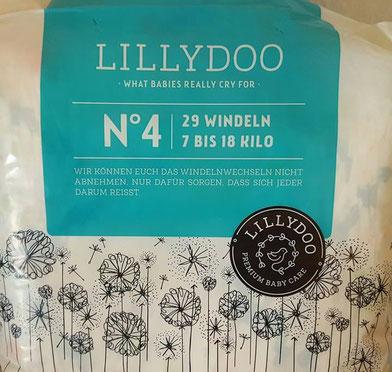 LILLYDOO
· WHAT BABIES REALLY CRY FOR ·
N°4
29 WINDELN
7 BIS 18 KILO
WIR KÖNNEN EUCH DAS WINDELNWECHSELN NICHT
ABNEHMEN. NUR DAFÜR SORGEN, DASS SICH JEDER
DARUM REISST.
LILLYDOO
PREMIUM BABY CARE